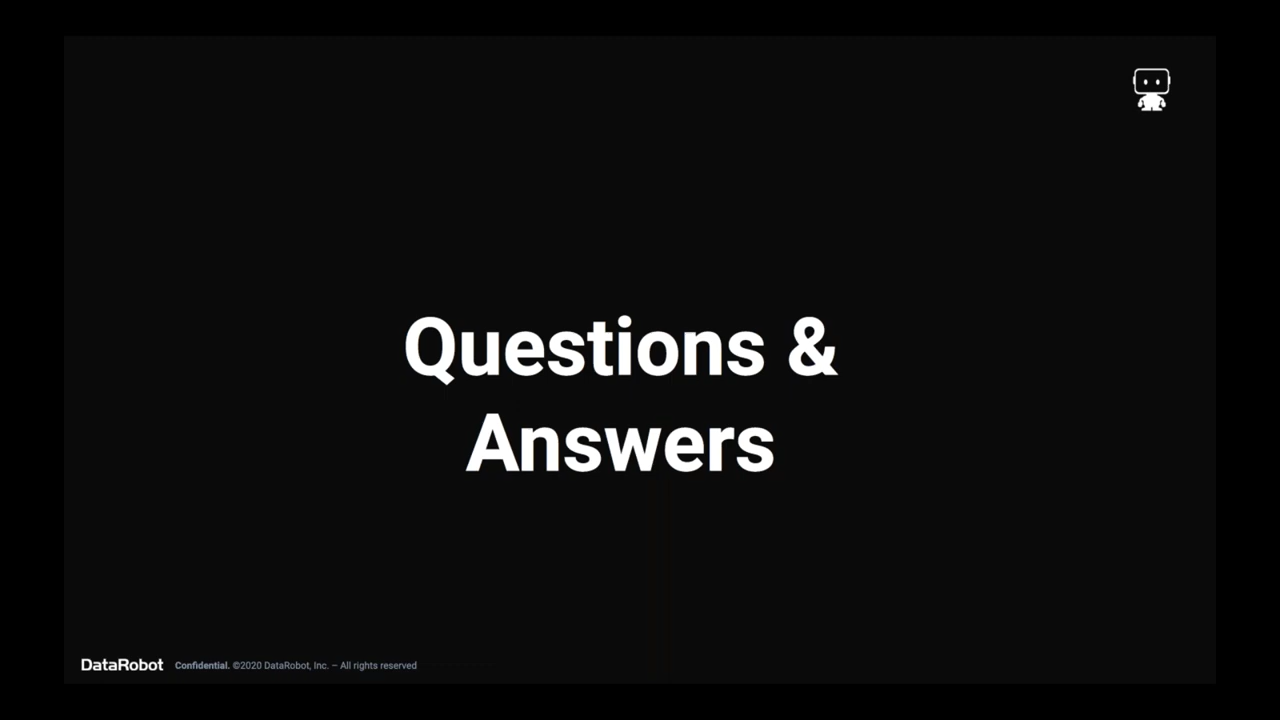 Questions &
Answers
DataRobot Confidential. ©2020 DataRobot, Inc. – All rights reserved